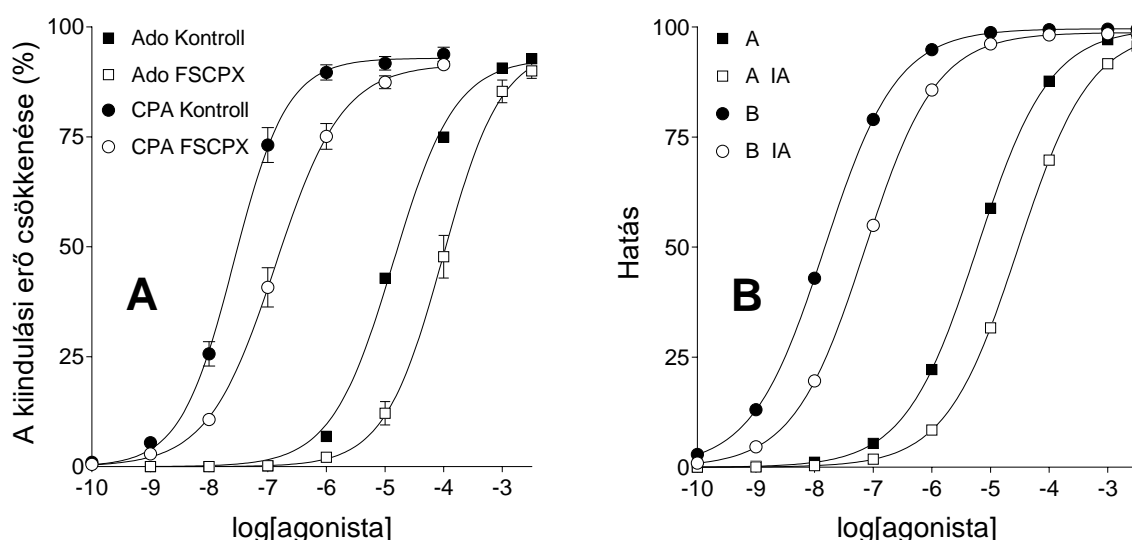 A kiindulási erő csökkenése (%)
100
75
50
25
0
Ado Kontroll
Ado FSCPX
CPA Kontroll
CPA FSCPX
A
-10 -9 -8 -7 -6 -5 -4 -3
log[agonista]
Hatás
100
75
50
25
0
A
A IA
B
B IA
B
-10 -9 -8 -7 -6 -5 -4 -3
log[agonista]